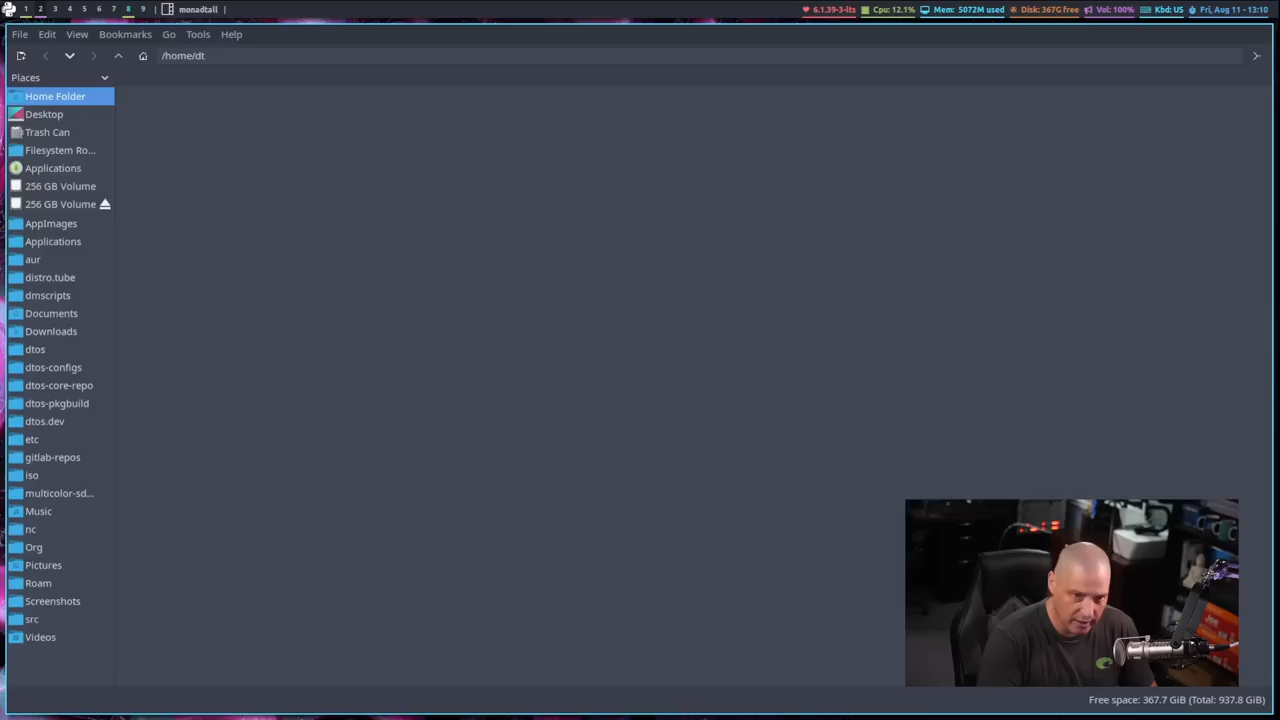 1 2 3 4 5 6 7 8 9 | monadtall |
6.1.39-3-lts Cpu: 12.1% Mem: 5072M used Disk: 367G free Vol: 100% Kbd: US Fri, Aug 11 - 13:10
File Edit View Bookmarks Go Tools Help
/home/dt
Places
Home Folder
Desktop
Trash Can
Filesystem Ro...
Applications
256 GB Volume
256 GB Volume
AppImages
Applications
aur
distro.tube
dmscripts
Documents
Downloads
dtos
dtos-configs
dtos-core-repo
dtos-pkgbuild
dtos.dev
etc
gitlab-repos
iso
multicolor-sd...
Music
nc
Org
Pictures
Roam
Screenshots
src
Videos
Free space: 367.7 GiB (Total: 937.8 GiB)